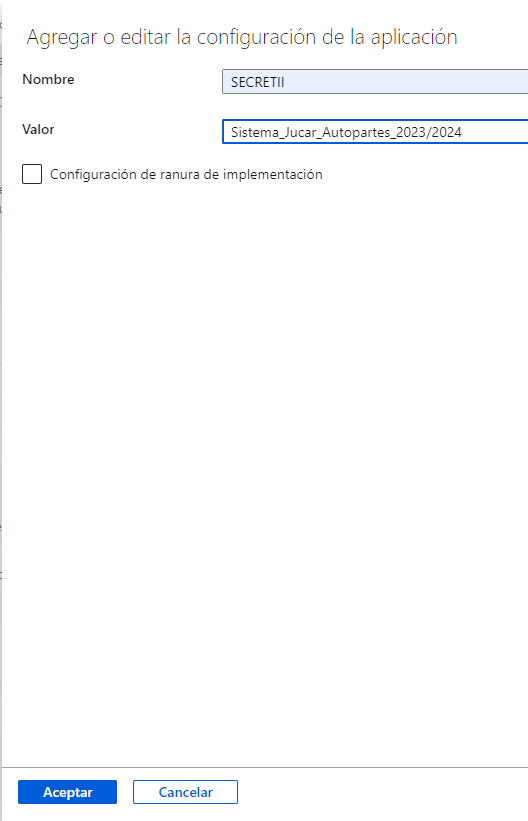 Agregar o editar la configuración de la aplicación
Nombre
SECRETII
Valor
Sistema_Jucar_Autopartes_2023/2024
Configuración de ranura de implementación
Aceptar
Cancelar